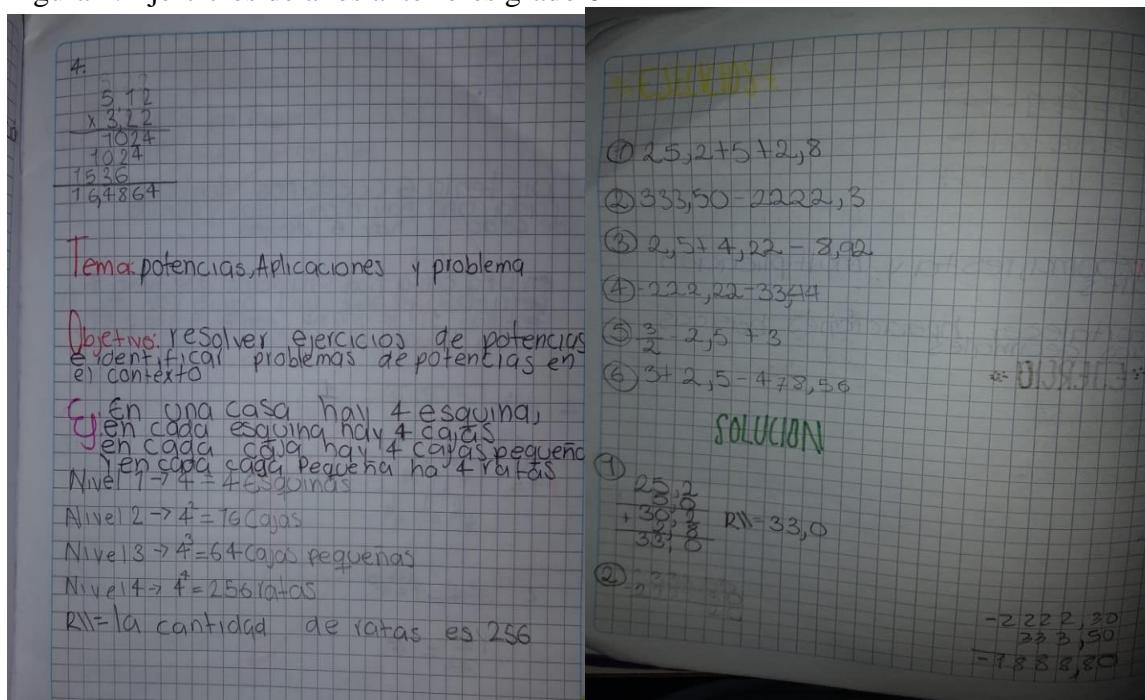 4.
5,12
x 3,22
1024
1024
1536
16,4864
Tema: potencias, Aplicaciones y problema
Objetivo: resolver ejercicios de potencias
e identificar problemas de potencias en
el contexto
Ej. En una casa hay 4 esquina,
en cada esquina hay 4 cajas
en cada caja hay 4 cajas pequeña
y en cada caga Pequeña ha 4 ratas
Nivel 1 → 4 = 4 esquinas
Nivel 2 → 4² = 16 Cajas
Nivel 3 → 4³ = 64 Cajas pequeñas
Nivel 4 → 4⁴ = 256 ratas
R\\= la cantidad de ratas es 256
① 25,2+5+2,8
② 333,50-2222,3
③ 2,5+4,22-8,92
④ -222,22-33,44
⑤ 3/2 - 2,5 + 3
⑥ 3+2,5-478,56
SOLUCION
①
25,2
5,0
+ 30,2
2,8
33,0
R\\= 33,0
②
-2222,30
333,50
-1888,80